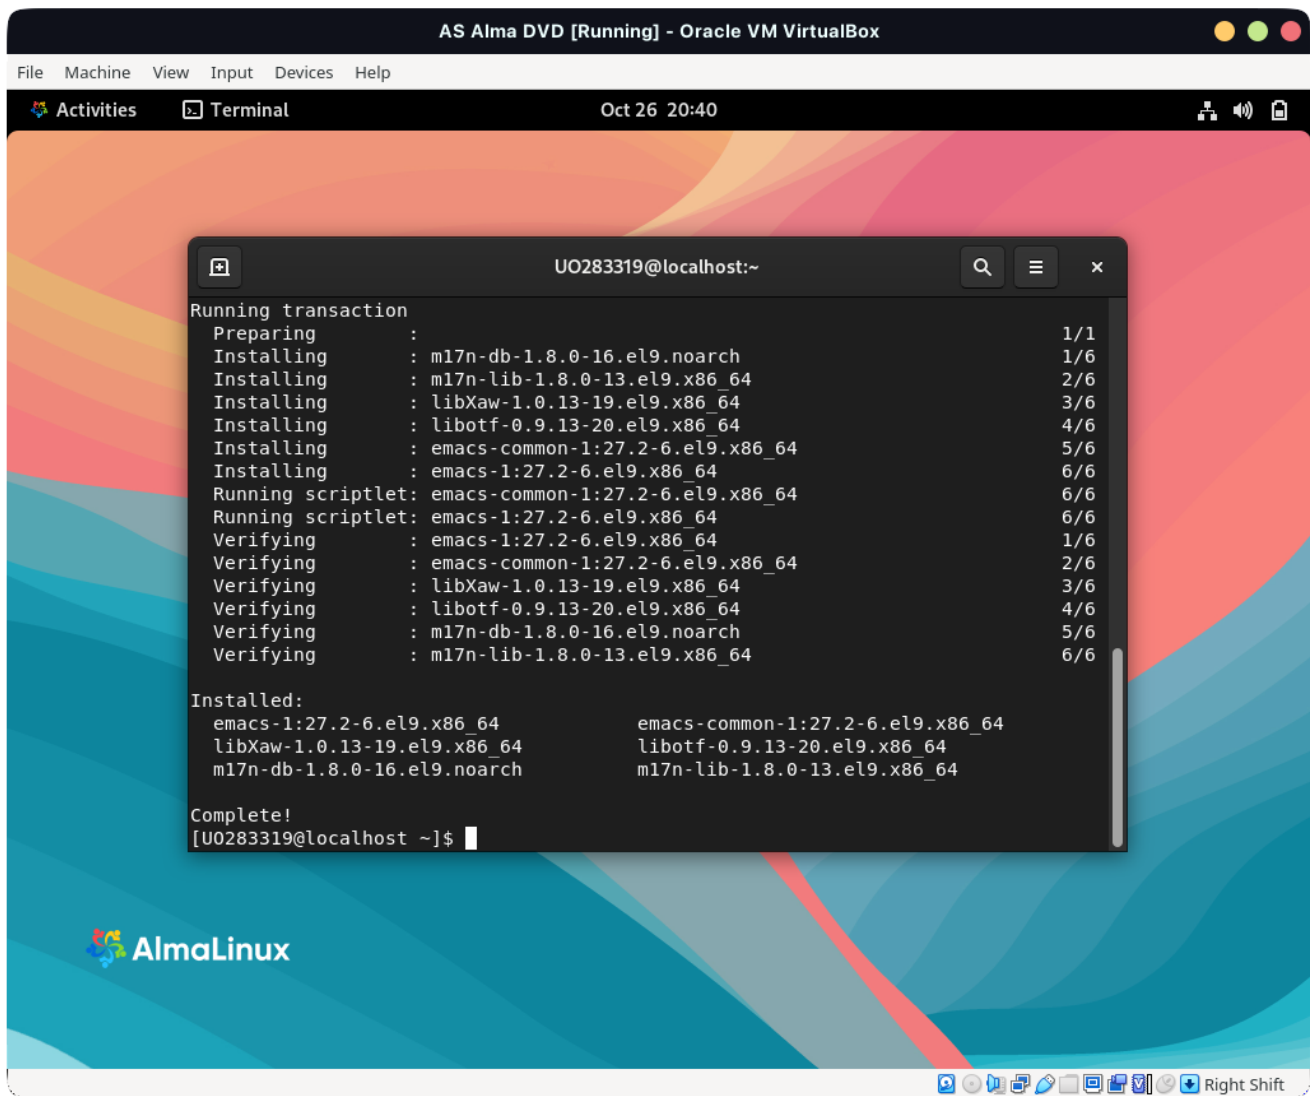 AS Alma DVD [Running] - Oracle VM VirtualBox
File Machine View Input Devices Help
Activities Terminal Oct 26 20:40
UO283319@localhost:~
Running transaction
  Preparing        :                                                        1/1
  Installing       : m17n-db-1.8.0-16.el9.noarch                            1/6
  Installing       : m17n-lib-1.8.0-13.el9.x86_64                           2/6
  Installing       : libXaw-1.0.13-19.el9.x86_64                            3/6
  Installing       : libotf-0.9.13-20.el9.x86_64                            4/6
  Installing       : emacs-common-1:27.2-6.el9.x86_64                       5/6
  Installing       : emacs-1:27.2-6.el9.x86_64                              6/6
  Running scriptlet: emacs-common-1:27.2-6.el9.x86_64                       6/6
  Running scriptlet: emacs-1:27.2-6.el9.x86_64                              6/6
  Verifying        : emacs-1:27.2-6.el9.x86_64                              1/6
  Verifying        : emacs-common-1:27.2-6.el9.x86_64                       2/6
  Verifying        : libXaw-1.0.13-19.el9.x86_64                            3/6
  Verifying        : libotf-0.9.13-20.el9.x86_64                            4/6
  Verifying        : m17n-db-1.8.0-16.el9.noarch                            5/6
  Verifying        : m17n-lib-1.8.0-13.el9.x86_64                           6/6
Installed:
  emacs-1:27.2-6.el9.x86_64            emacs-common-1:27.2-6.el9.x86_64
  libXaw-1.0.13-19.el9.x86_64          libotf-0.9.13-20.el9.x86_64
  m17n-db-1.8.0-16.el9.noarch          m17n-lib-1.8.0-13.el9.x86_64
Complete!
[UO283319@localhost ~]$
AlmaLinux
Right Shift